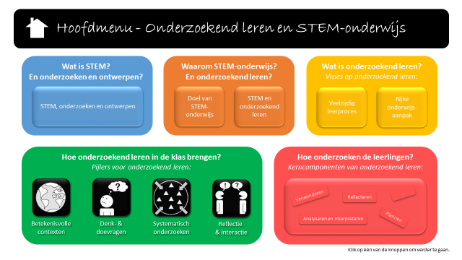 Hoofdmenu - Onderzoekend leren en STEM-onderwijs
Wat is STEM?
En onderzoeken en ontwerpen?
STEM, onderzoeken en ontwerpen
Waarom STEM-onderwijs?
En onderzoekend leren?
Doel van
STEM-
onderwijs
STEM en
onderzoekend
leren
Wat is onderzoekend leren?
Visies op onderzoekend leren:
Veelzijdig
leerproces
Rijke
onderwijs
aanpak
Hoe onderzoekend leren in de klas brengen?
Pijlers voor onderzoekend leren:
Betekenisvolle
contexten
Denk- &
doevragen
Systematisch
onderzoeken
Reflectie
& interactie
Hoe onderzoeken de leerlingen?
Kerncomponenten van onderzoekend leren:
Reflecteren
Analyseren en interpreteren
Plannen
Klik op één van de knoppen om verder te gaan.